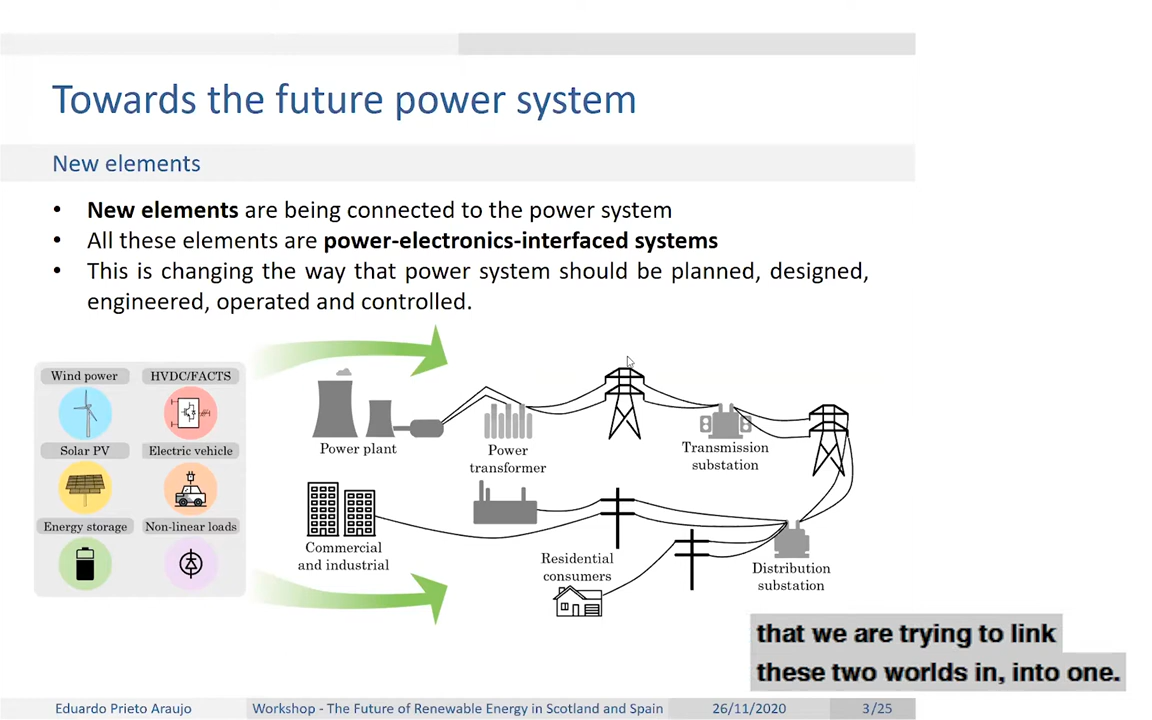 Towards the future power system
New elements
• New elements are being connected to the power system
• All these elements are power-electronics-interfaced systems
• This is changing the way that power system should be planned, designed,
engineered, operated and controlled.
Wind power
HVDC/FACTS
Solar PV
Electric vehicle
Energy storage
Non-linear loads
Power plant
Power
transformer
Transmission
substation
Commercial
and industrial
Residential
consumers
Distribution
substation
that we are trying to link
these two worlds in, into one.
Eduardo Prieto Araujo
Workshop - The Future of Renewable Energy in Scotland and Spain
26/11/2020
3/25